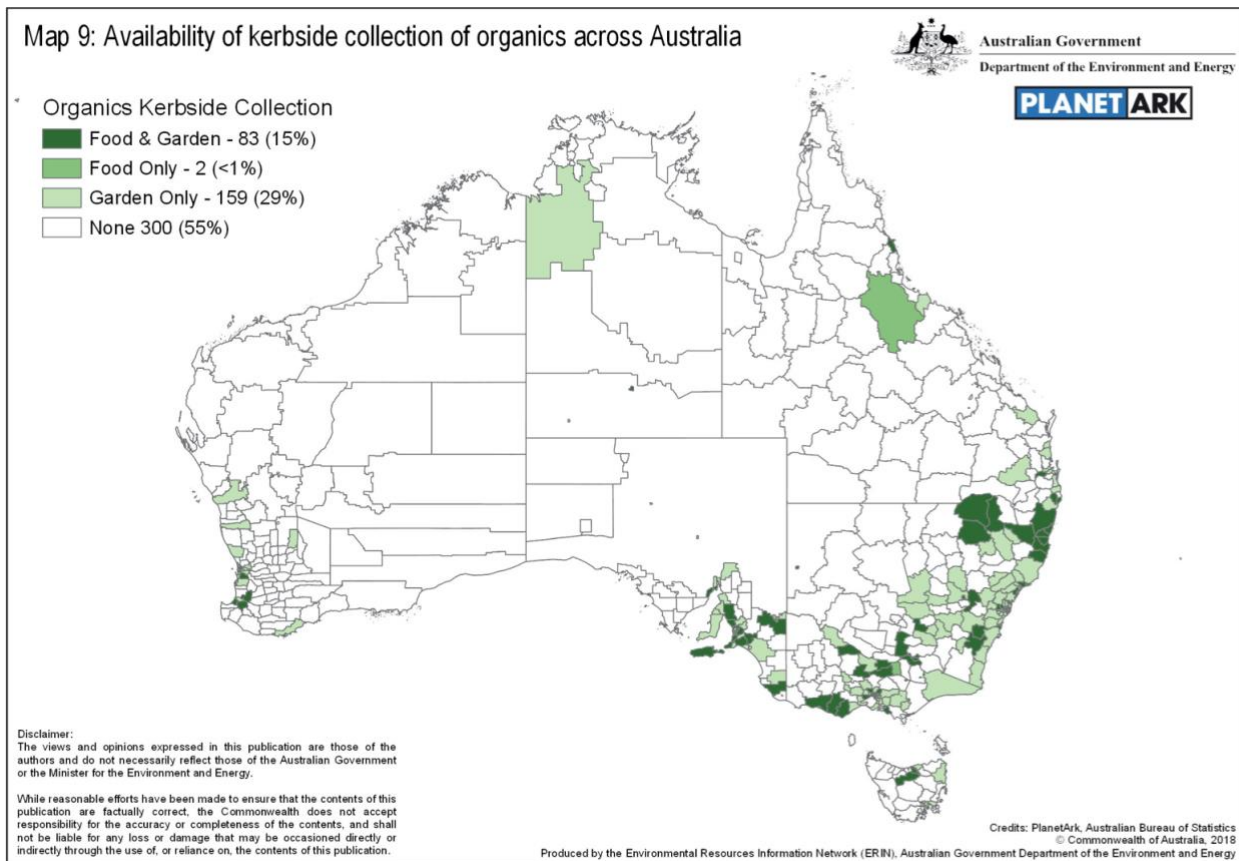 Map 9: Availability of kerbside collection of organics across Australia
Australian Government
Department of the Environment and Energy
PLANET ARK
Organics Kerbside Collection
Food & Garden - 83 (15%)
Food Only - 2 (<1%)
Garden Only - 159 (29%)
None 300 (55%)
Disclaimer:
The views and opinions expressed in this publication are those of the
authors and do not necessarily reflect those of the Australian Government
or the Minister for the Environment and Energy.
While reasonable efforts have been made to ensure that the contents of this
publication are factually correct, the Commonwealth does not accept
responsibility for the accuracy or completeness of the contents, and shall
not be liable for any loss or damage that may be occasioned directly or
indirectly through the use of, or reliance on, the contents of this publication.
Credits: PlanetArk, Australian Bureau of Statistics
© Commonwealth of Australia, 2018
Produced by the Environmental Resources Information Network (ERIN), Australian Government Department of the Environment and Energy